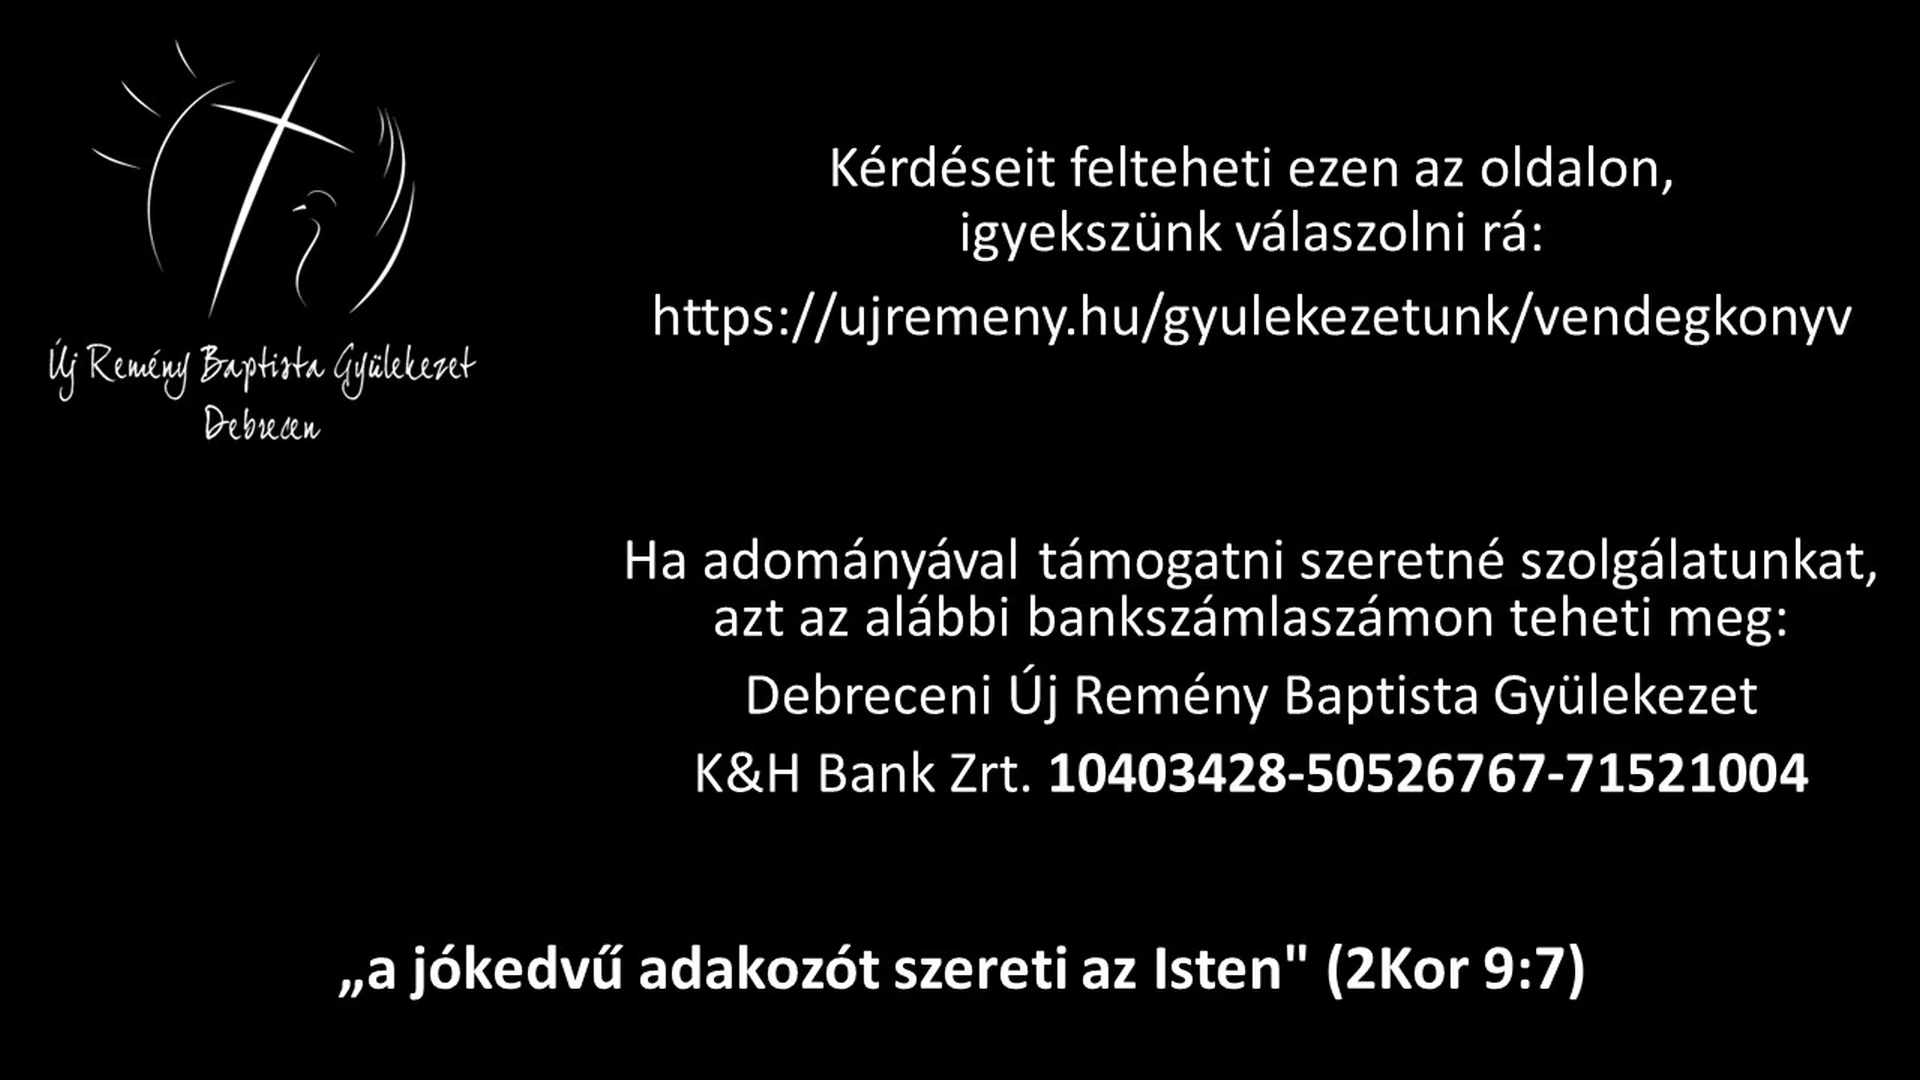 Új Remény Baptista Gyülekezet
Debrecen
Kérdéseit felteheti ezen az oldalon,
igyekszünk válaszolni rá:
https://ujremeny.hu/gyulekezetunk/vendegkonyv
Ha adományával támogatni szeretné szolgálatunkat,
azt az alábbi bankszámlaszámon teheti meg:
Debreceni Új Remény Baptista Gyülekezet
K&H Bank Zrt. 10403428-50526767-71521004
„a jókedvű adakozót szereti az Isten" (2Kor 9:7)